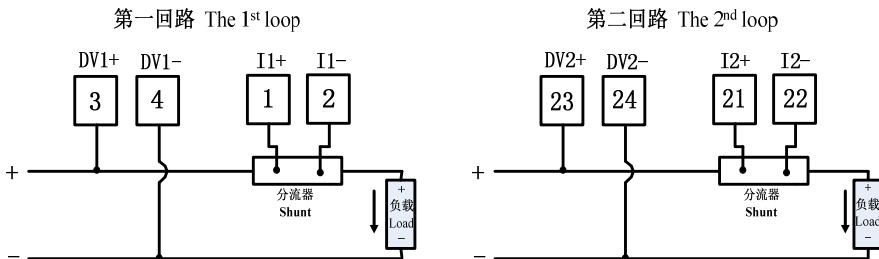 第一回路 The 1st loop
DV1+ DV1- I1+ I1-
3 4 1 2
+
分流器
Shunt
+
负载
Load
-
-
第二回路 The 2nd loop
DV2+ DV2- I2+ I2-
23 24 21 22
+
分流器
Shunt
+
负载
Load
-
-